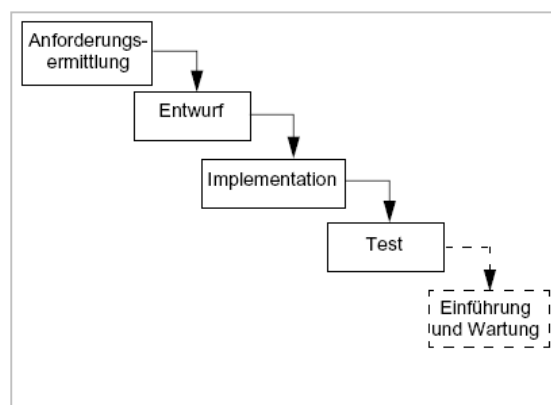 Anforderungs-
ermittlung
Entwurf
Implementation
Test
Einführung
und Wartung